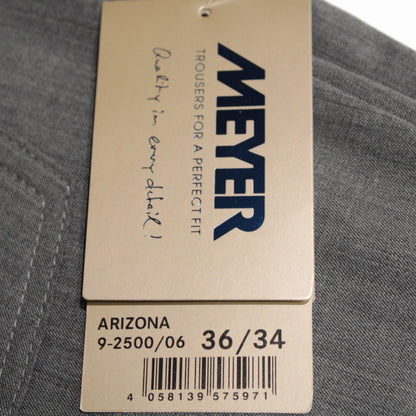 MEYER
TROUSERS FOR A PERFECT FIT
Quality in every detail!
ARIZONA
9-2500/06 36/34
4 058139 575971